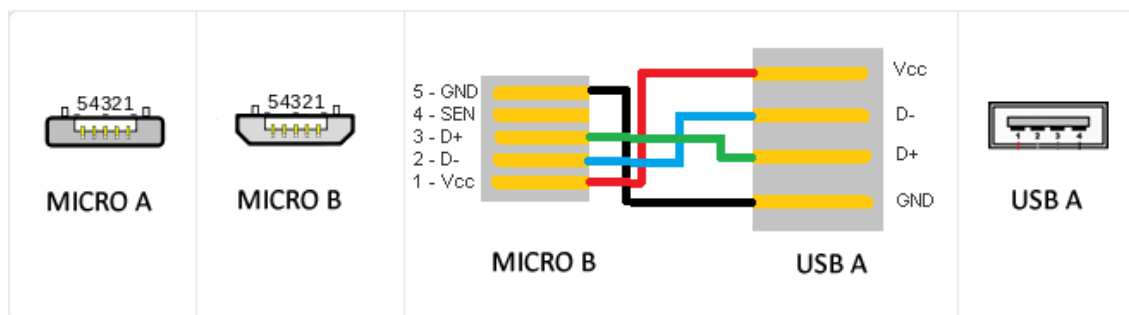 54321
MICRO A
54321
MICRO B
5 - GND
4 - SEN
3 - D+
2 - D-
1 - Vcc
MICRO B
Vcc
D-
D+
GND
USB A
1 2 3 4
USB A